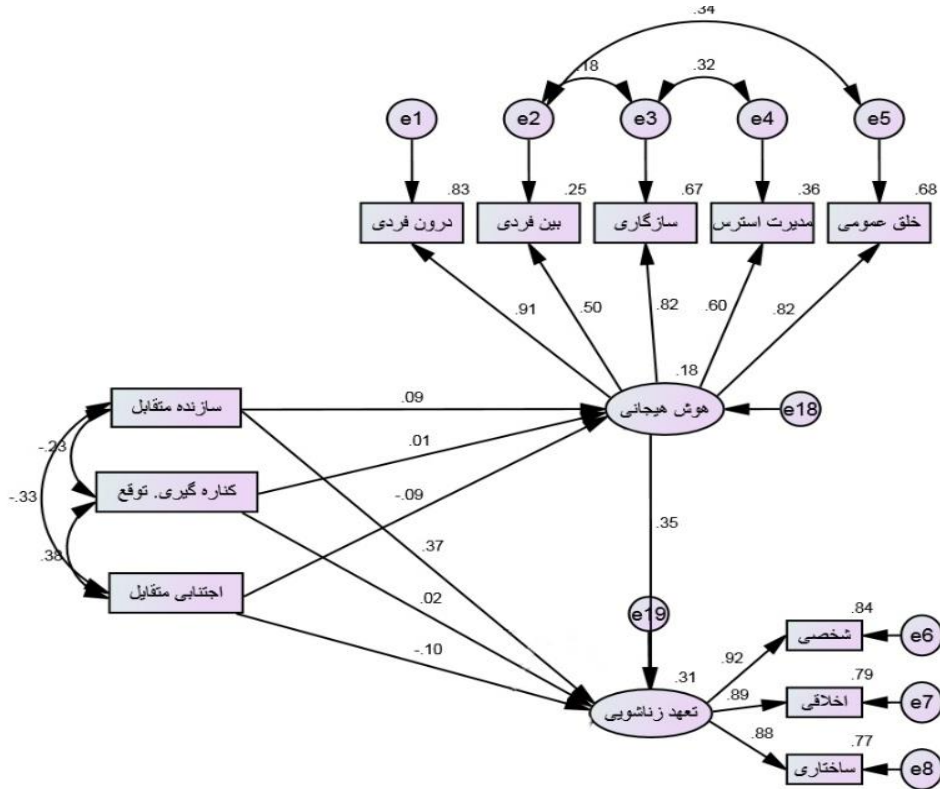 .34
.18
.32
e1
e2
e3
e4
e5
.83
.25
.67
.36
.68
درون فردی
بین فردی
سازگاری
مدیرت استرس
خلق عمومی
.91
.50
.82
.60
.82
.18
هوش هیجانی
e18
سازنده متقابل
.09
-.23
.01
کناره گیری. توقع
-.33
-.09
.35
.38
.37
اجتنابی متقایل
.02
e19
-.10
.84
شخصی
e6
.92
.31
.79
تعهد زناشویی
.89
اخلاقی
e7
.88
.77
ساختاری
e8